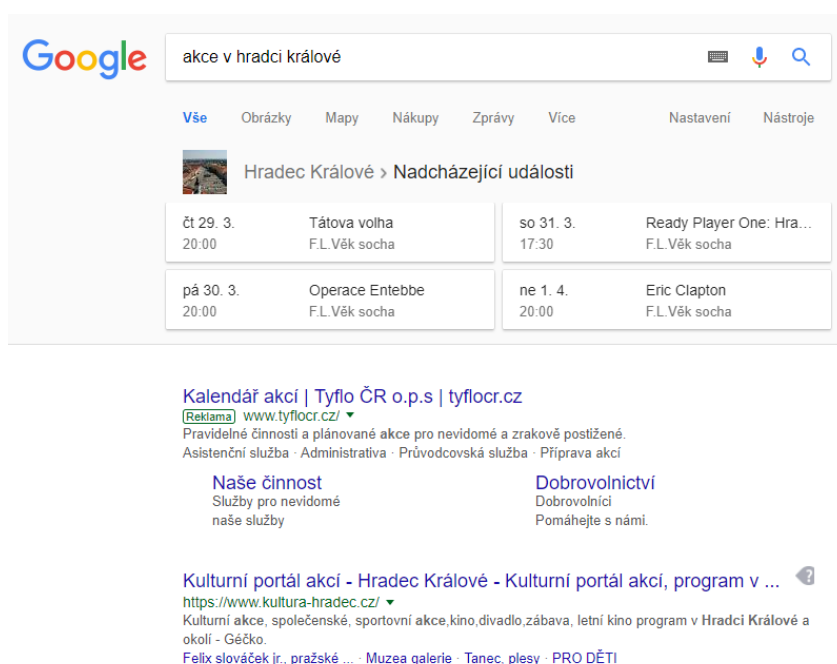 Google
akce v hradci králové
Vše Obrázky Mapy Nákupy Zprávy Více Nastavení Nástroje
Hradec Králové › Nadcházející události
čt 29. 3. Tátova volha
20:00 F.L.Věk socha
so 31. 3. Ready Player One: Hra...
17:30 F.L.Věk socha
pá 30. 3. Operace Entebbe
20:00 F.L.Věk socha
ne 1. 4. Eric Clapton
20:00 F.L.Věk socha
Kalendář akcí | Tyflo ČR o.p.s | tyflocr.cz
Reklama www.tyflocr.cz/
Pravidelné činnosti a plánované akce pro nevidomé a zrakově postižené.
Asistenční služba · Administrativa · Průvodcovská služba · Příprava akcí
Naše činnost
Služby pro nevidomé
naše služby
Dobrovolnictví
Dobrovolníci
Pomáhejte s námi.
Kulturní portál akcí - Hradec Králové - Kulturní portál akcí, program v ...
https://www.kultura-hradec.cz/
Kulturní akce, společenské, sportovní akce,kino,divadlo,zábava, letní kino program v Hradci Králové a
okolí - Géčko.
Felix slováček jr., pražské ... · Muzea galerie · Tanec, plesy · PRO DĚTI